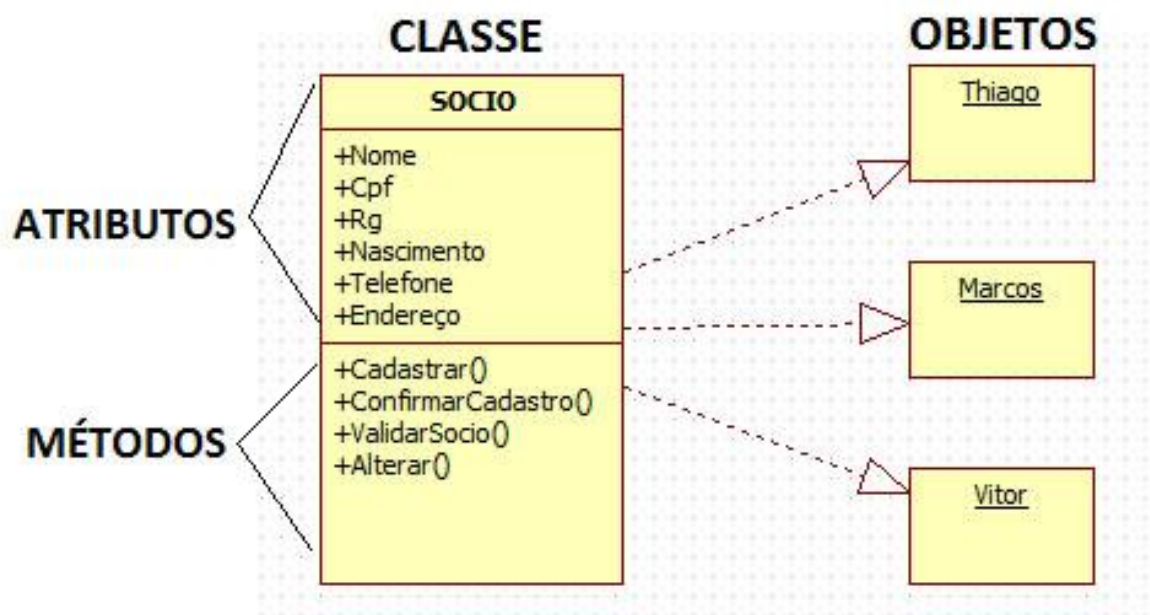 CLASSE
OBJETOS
ATRIBUTOS
MÉTODOS
SOCIO
+Nome
+Cpf
+Rg
+Nascimento
+Telefone
+Endereço
+Cadastrar()
+ConfirmarCadastro()
+ValidarSocio()
+Alterar()
Thiago
Marcos
Vitor